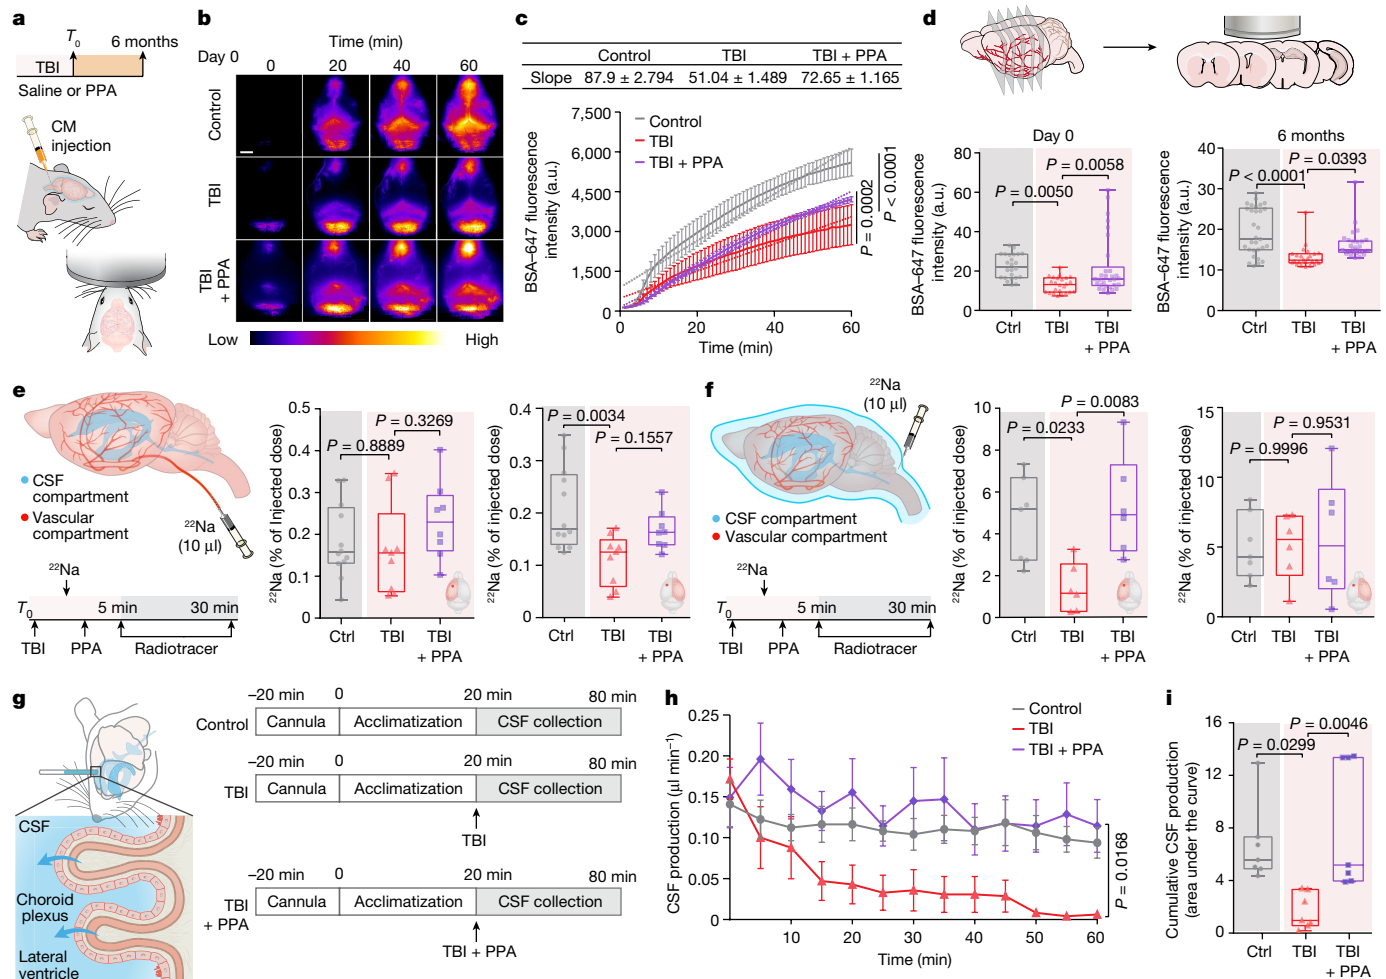 a
T0
6 months
TBI
Saline or PPA
CM
injection
b
Time (min)
Day 0
0
20
40
60
Control
TBI
TBI
+ PPA
Low
High
c
Control
TBI
TBI + PPA
Slope
87.9 ± 2.794
51.04 ± 1.489
72.65 ± 1.165
BSA–647 fluorescence
intensity (a.u.)
7,500
6,000
4,500
3,000
1,500
0
Control
TBI
TBI + PPA
P = 0.0002
P < 0.0001
0
20
40
60
Time (min)
d
Day 0
BSA–647 fluorescence
intensity (a.u.)
80
60
40
20
0
P = 0.0058
P = 0.0050
Ctrl
TBI
TBI
+ PPA
6 months
BSA–647 fluorescence
intensity (a.u.)
40
30
20
10
0
P = 0.0393
P < 0.0001
Ctrl
TBI
TBI
+ PPA
e
CSF
compartment
Vascular
compartment
22Na
(10 μl)
22Na
T0
5 min
30 min
TBI
PPA
Radiotracer
22Na (% of Injected dose)
0.5
0.4
0.3
0.2
0.1
0
P = 0.3269
P = 0.8889
Ctrl
TBI
TBI
+ PPA
22Na (% of injected dose)
0.4
0.3
0.2
0.1
0
P = 0.0034
P = 0.1557
Ctrl
TBI
TBI
+ PPA
f
22Na
(10 μl)
CSF compartment
Vascular compartment
22Na
T0
5 min
30 min
TBI
PPA
Radiotracer
22Na (% of injected dose)
10
8
6
4
2
0
P = 0.0083
P = 0.0233
Ctrl
TBI
TBI
+ PPA
22Na (% of injected dose)
15
10
5
0
P = 0.9531
P = 0.9996
Ctrl
TBI
TBI
+ PPA
g
CSF
Choroid
plexus
Lateral
ventricle
–20 min
0
20 min
80 min
Control
Cannula
Acclimatization
CSF collection
–20 min
0
20 min
80 min
TBI
Cannula
Acclimatization
CSF collection
TBI
–20 min
0
20 min
80 min
TBI
+ PPA
Cannula
Acclimatization
CSF collection
TBI + PPA
h
CSF production (μl min–1)
0.25
0.20
0.15
0.10
0.05
0
Control
TBI
TBI + PPA
P = 0.0168
10
20
30
40
50
60
Time (min)
i
Cumulative CSF production
(area under the curve)
16
12
8
4
0
P = 0.0046
P = 0.0299
Ctrl
TBI
TBI
+ PPA